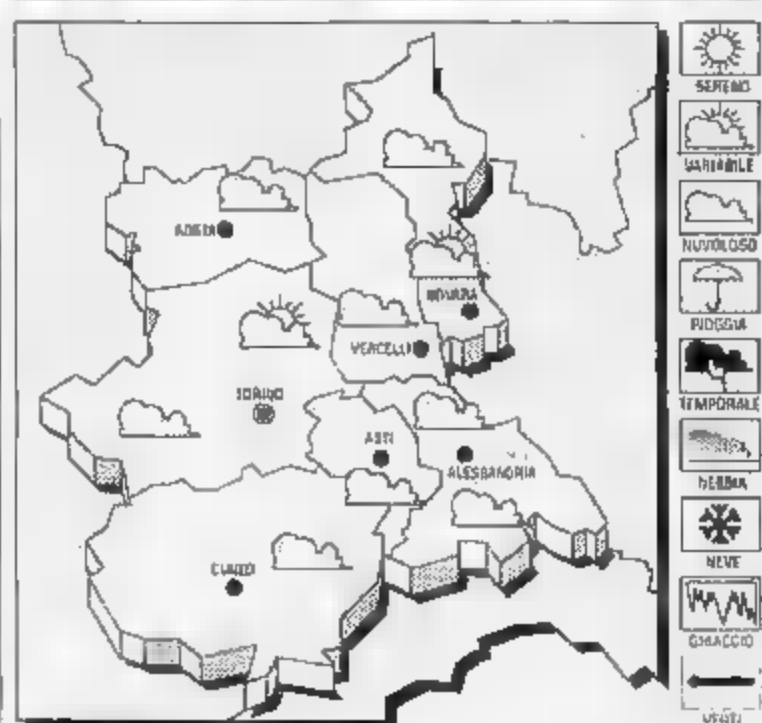 SERENO
VARIABILE
NUVOLOSO
PIOGGIA
TEMPORALE
NEBBIA
NEVE
GHIACCIO
VENTI
AOSTA
NOVARA
VERCELLI
TORINO
ASTI
ALESSANDRIA
CUNEO